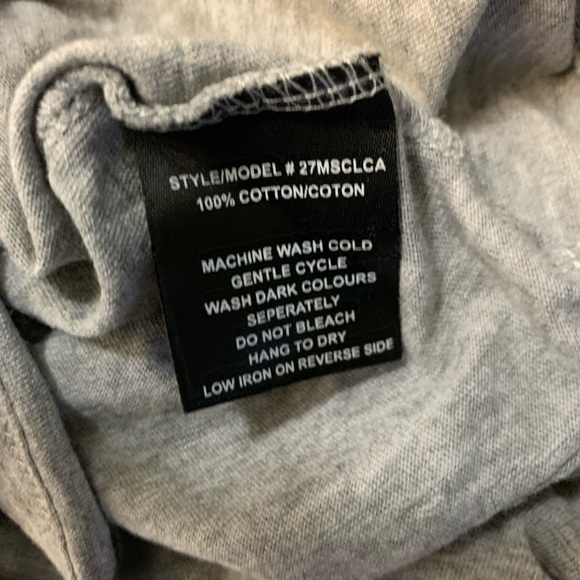 STYLE/MODEL # 27MSCLCA
100% COTTON/COTON
MACHINE WASH COLD
GENTLE CYCLE
WASH DARK COLOURS
SEPERATELY
DO NOT BLEACH
HANG TO DRY
LOW IRON ON REVERSE SIDE